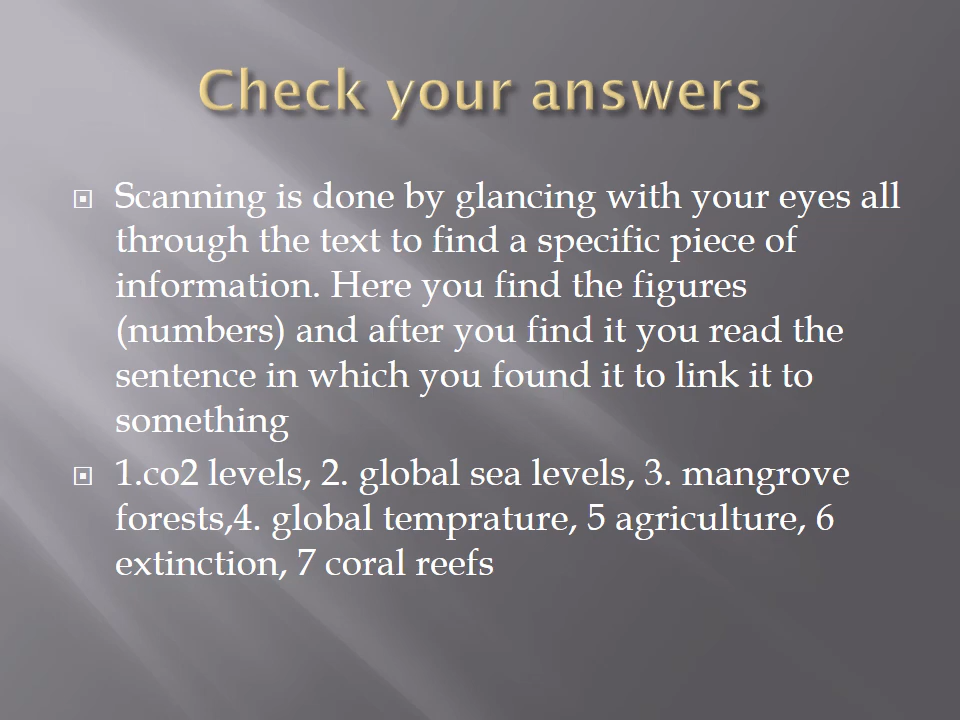 Check your answers
Scanning is done by glancing with your eyes all
through the text to find a specific piece of
information. Here you find the figures
(numbers) and after you find it you read the
sentence in which you found it to link it to
something
1.co2 levels, 2. global sea levels, 3. mangrove
forests,4. global temprature, 5 agriculture, 6
extinction, 7 coral reefs